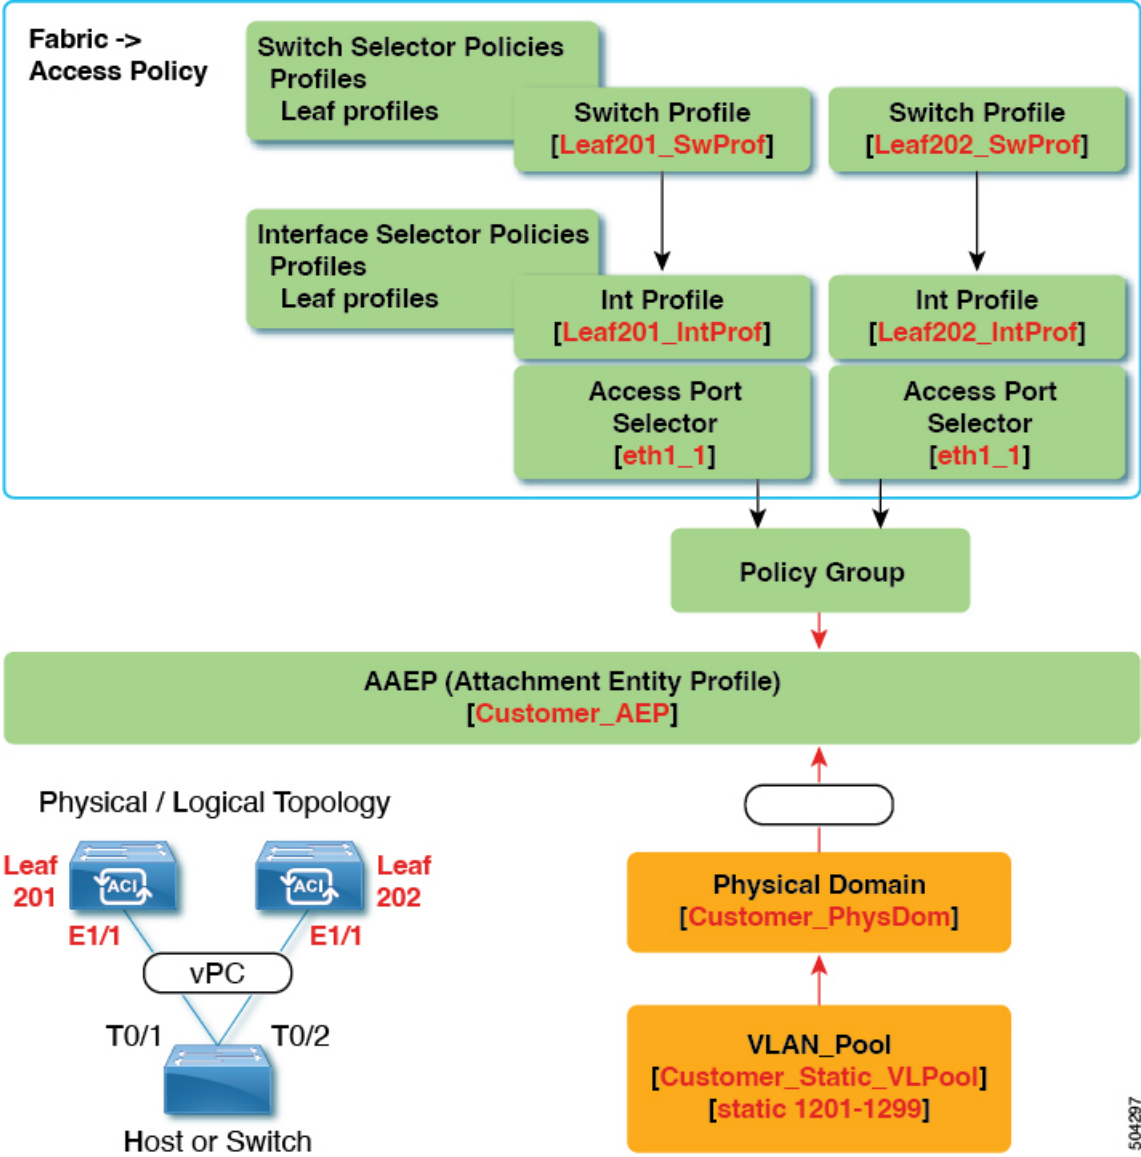 Fabric ->
Access Policy
Switch Selector Policies
Profiles
Leaf profiles
Switch Profile
[Leaf201_SwProf]
Switch Profile
[Leaf202_SwProf]
Interface Selector Policies
Profiles
Leaf profiles
Int Profile
[Leaf201_IntProf]
Int Profile
[Leaf202_IntProf]
Access Port
Selector
[eth1_1]
Access Port
Selector
[eth1_1]
Policy Group
AAEP (Attachment Entity Profile)
[Customer_AEP]
Physical / Logical Topology
Leaf
201
ACI
ACI
Leaf
202
E1/1
E1/1
vPC
T0/1
T0/2
Host or Switch
Physical Domain
[Customer_PhysDom]
VLAN_Pool
[Customer_Static_VLPool]
[static 1201-1299]
504297